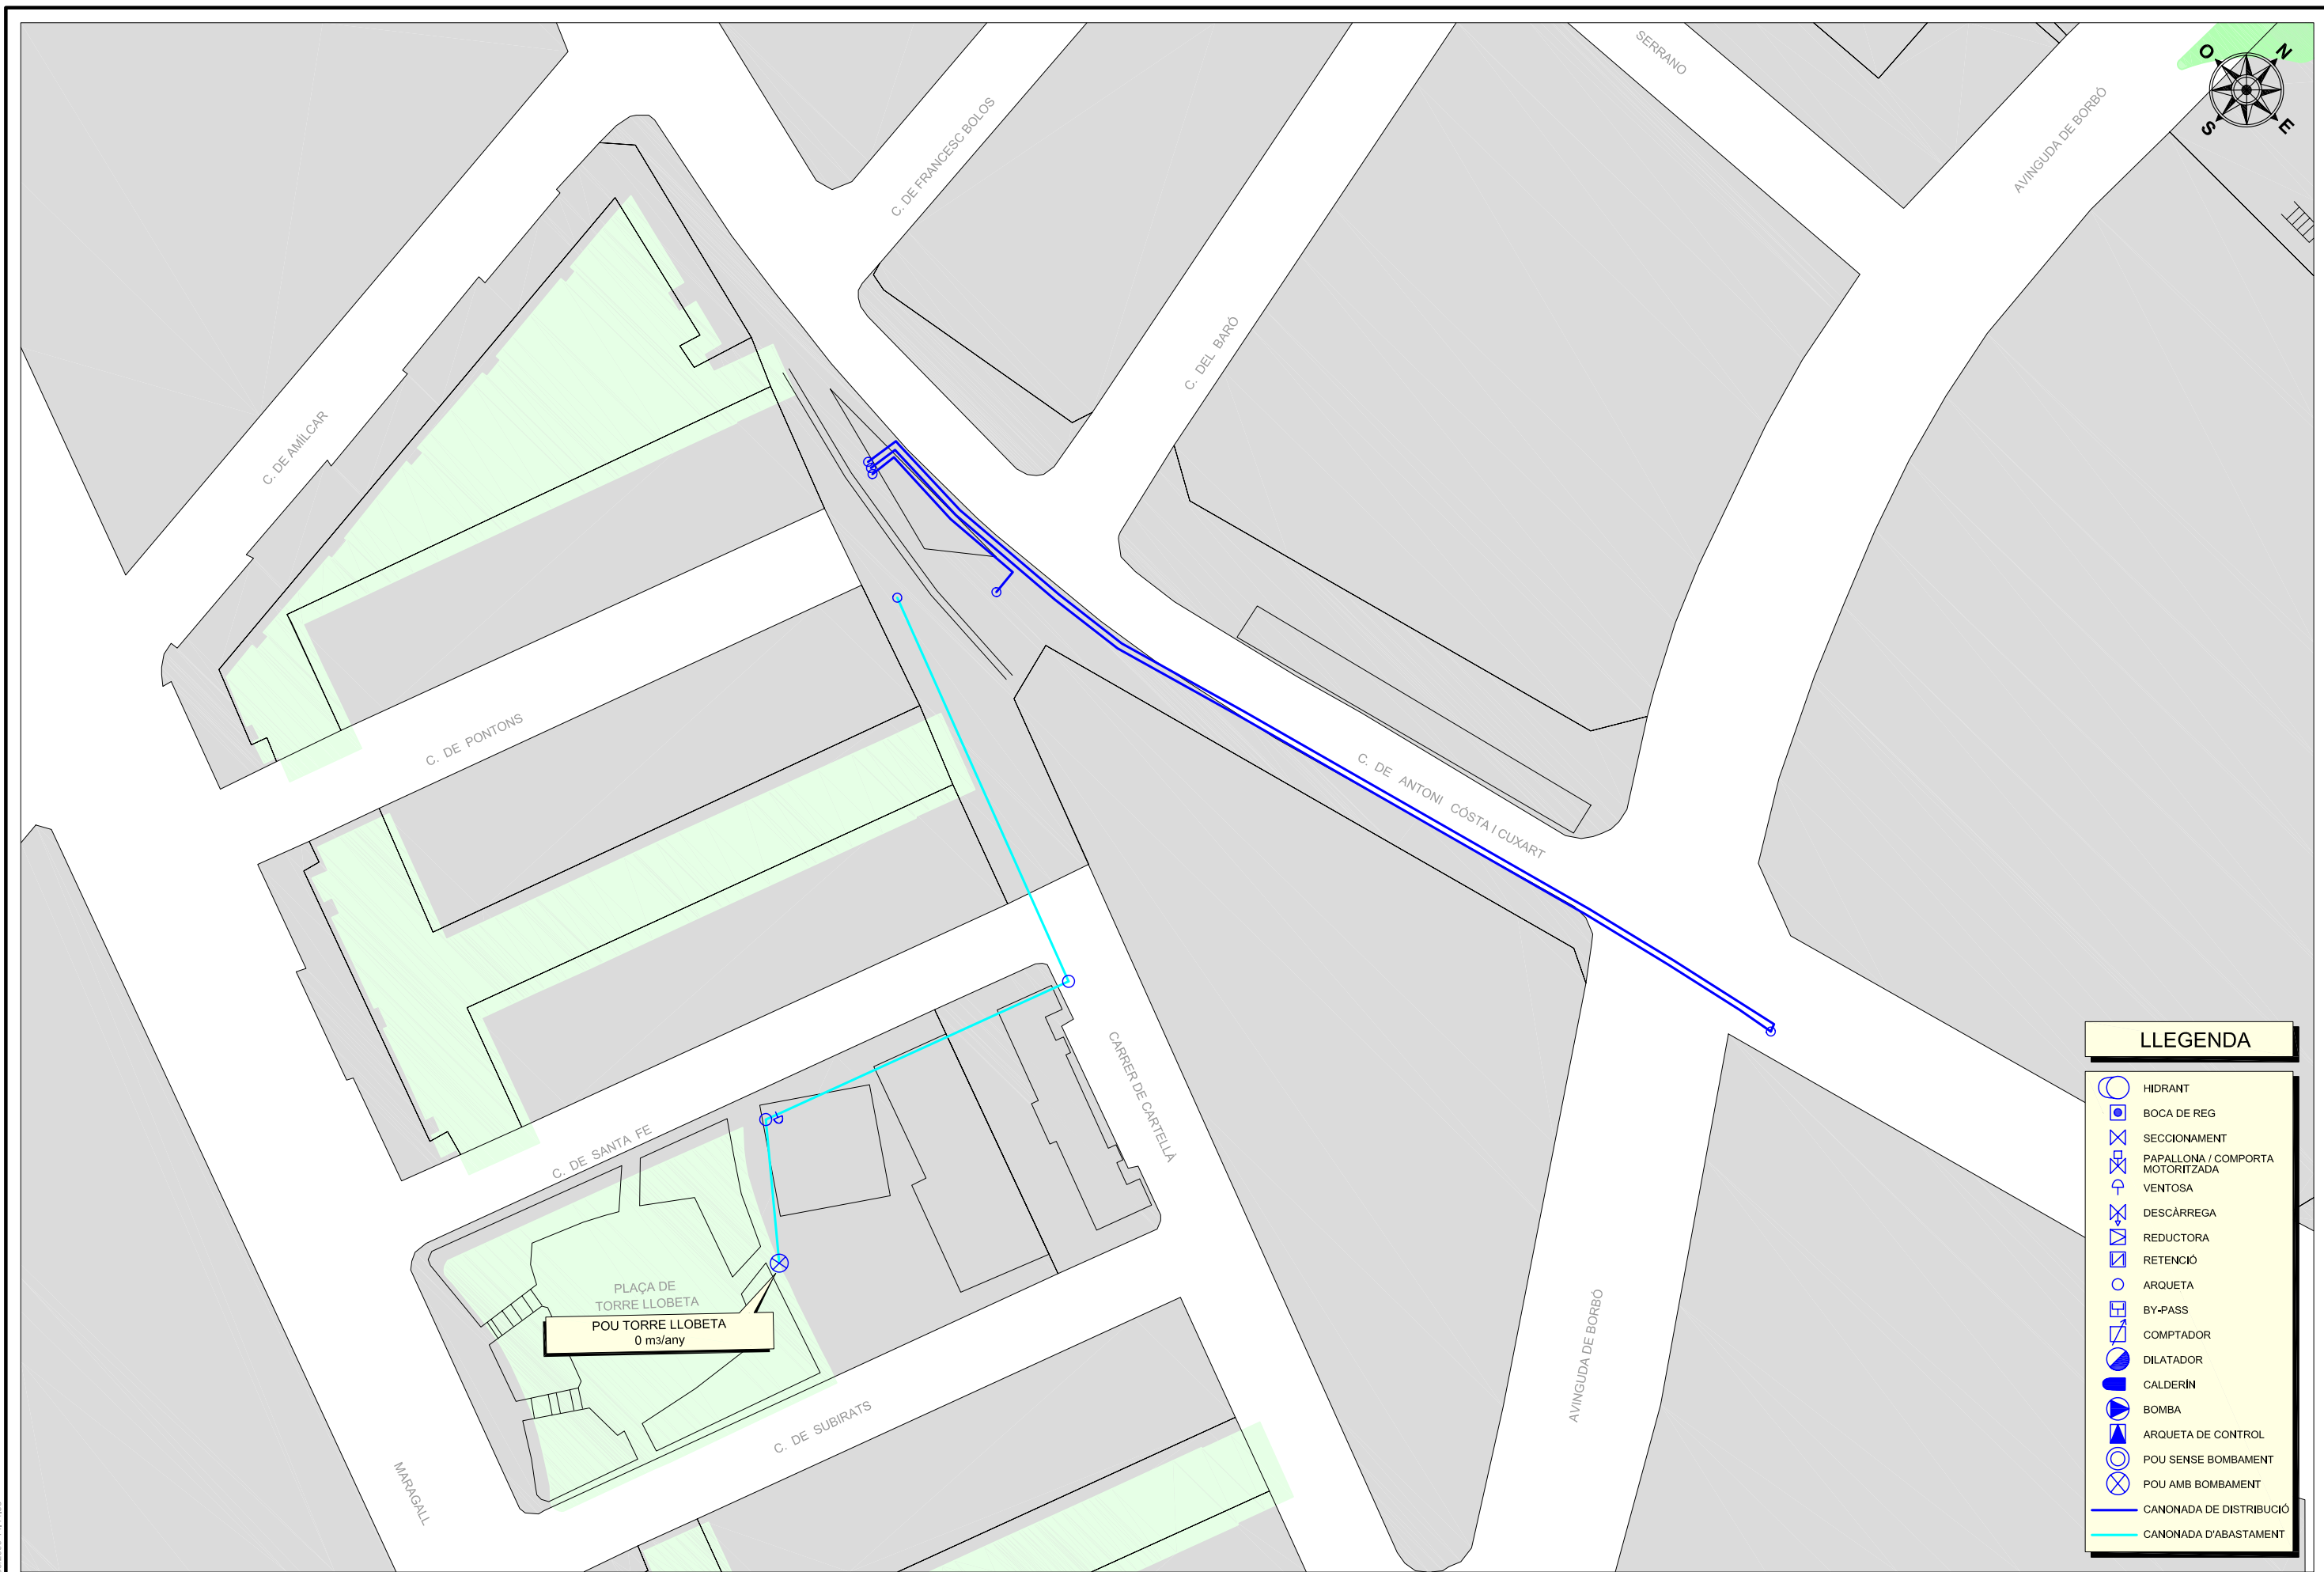 SERRANO
O
N
S
E
AVINGUDA DE BORBÓ
C. DE FRANCESC BOLOS
C. DEL BARÓ
C. DE AMÍLCAR
C. DE PONTONS
C. DE ANTONI CÓSTA I CUXART
CARRER DE CARTELLÀ
C. DE SANTA FE
PLAÇA DE
TORRE LLOBETA
POU TORRE LLOBETA
0 m3/any
C. DE SUBIRATS
MARAGALL
AVINGUDA DE BORBÓ
LLEGENDA
HIDRANT
BOCA DE REG
SECCIONAMENT
PAPALLONA / COMPORTA
MOTORITZADA
VENTOSA
DESCÀRREGA
REDUCTORA
RETENCIÓ
ARQUETA
BY-PASS
COMPTADOR
DILATADOR
CALDERÍN
BOMBA
ARQUETA DE CONTROL
POU SENSE BOMBAMENT
POU AMB BOMBAMENT
CANONADA DE DISTRIBUCIÓ
CANONADA D'ABASTAMENT